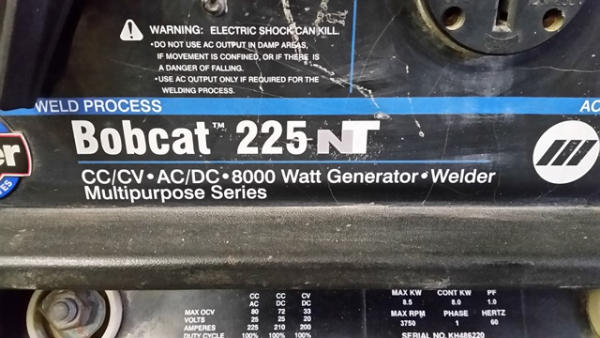 WARNING: ELECTRIC SHOCK CAN KILL.
• DO NOT USE AC OUTPUT IN DAMP AREAS,
IF MOVEMENT IS CONFINED, OR IF THERE IS
A DANGER OF FALLING.
• USE AC OUTPUT ONLY IF REQUIRED FOR THE
WELDING PROCESS.
WELD PROCESS AC
Bobcat™ 225 NT
CC/CV • AC/DC • 8000 Watt Generator • Welder
Multipurpose Series
MAX KW CONT KW PF
8.5 8.0 1.0
MAX RPM PHASE HERTZ
3750 1 60
SERIAL NO. KH486220
CC CC CV
AC DC DC
MAX OCV 80 72 33
VOLTS 25 25 20
AMPERES 225 210 200
DUTY CYCLE 100% 100% 100%